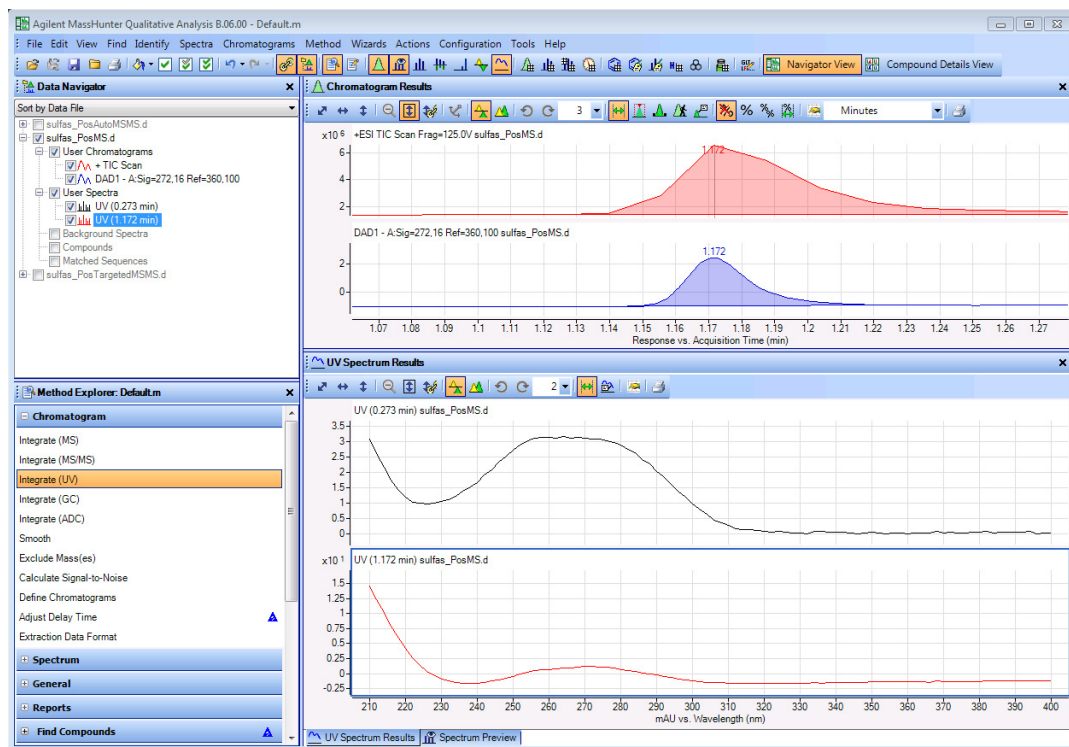 Agilent MassHunter Qualitative Analysis B.06.00 - Default.m
File Edit View Find Identify Spectra Chromatograms Method Wizards Actions Configuration Tools Help
Navigator View Compound Details View
Data Navigator
Sort by Data File
sulfas_PosAutoMSMS.d
sulfas_PosMS.d
User Chromatograms
+ TIC Scan
DAD1 - A:Sig=272,16 Ref=360,100
User Spectra
UV (0.273 min)
UV (1.172 min)
Background Spectra
Compounds
Matched Sequences
sulfas_PosTargetedMSMS.d
Method Explorer: Default.m
Chromatogram
Integrate (MS)
Integrate (MS/MS)
Integrate (UV)
Integrate (GC)
Integrate (ADC)
Smooth
Exclude Mass(es)
Calculate Signal-to-Noise
Define Chromatograms
Adjust Delay Time
Extraction Data Format
Spectrum
General
Reports
Find Compounds
Chromatogram Results
3 % Minutes
x10 6 +ESI TIC Scan Frag=125.0V sulfas_PosMS.d
1.172
6
4
2
DAD1 - A:Sig=272,16 Ref=360,100 sulfas_PosMS.d
1.172
2
0
1.07 1.08 1.09 1.1 1.11 1.12 1.13 1.14 1.15 1.16 1.17 1.18 1.19 1.2 1.21 1.22 1.23 1.24 1.25 1.26 1.27
Response vs. Acquisition Time (min)
UV Spectrum Results
2
UV (0.273 min) sulfas_PosMS.d
3.5
3
2.5
2
1.5
1
0.5
0
x10 1 UV (1.172 min) sulfas_PosMS.d
1.5
1.25
1
0.75
0.5
0.25
0
-0.25
210 220 230 240 250 260 270 280 290 300 310 320 330 340 350 360 370 380 390 400
mAU vs. Wavelength (nm)
UV Spectrum Results Spectrum Preview